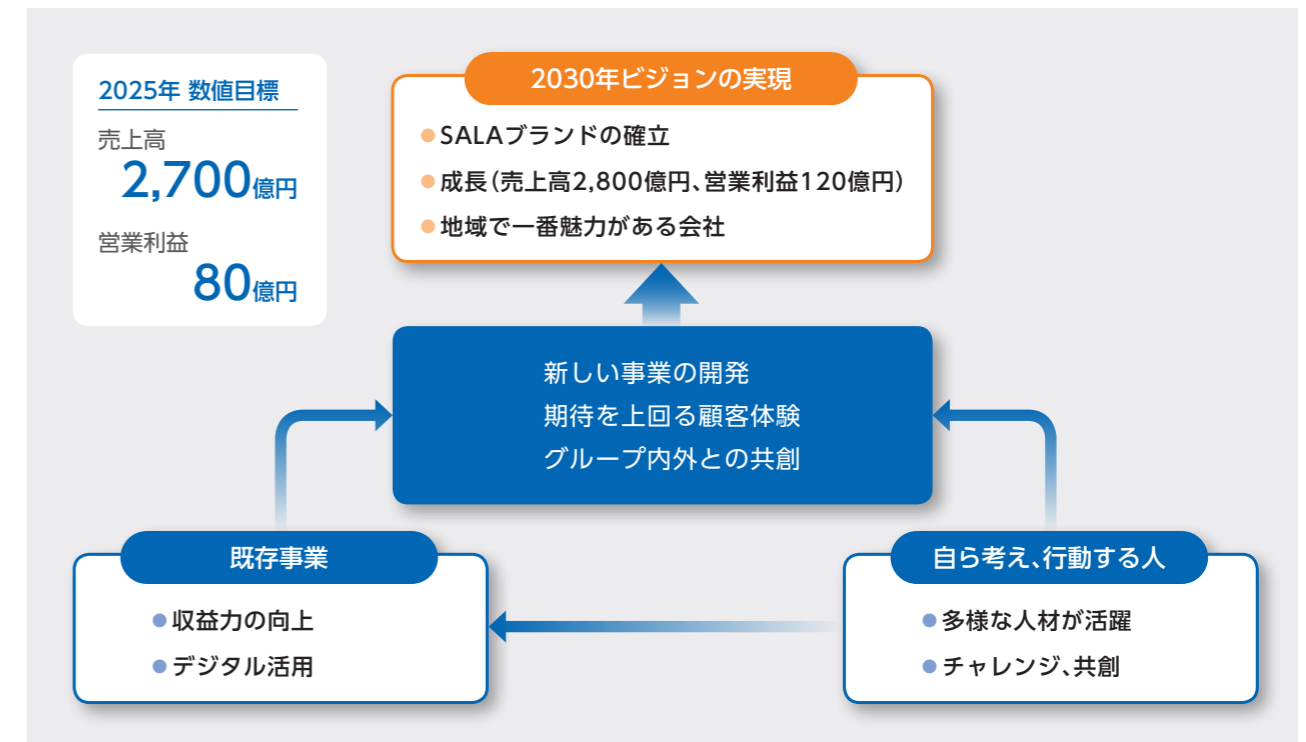 2025年 数値目標
売上高
2,700億円
営業利益
80億円
2030年ビジョンの実現
●SALAブランドの確立
●成長(売上高2,800億円、営業利益120億円)
●地域で一番魅力がある会社
新しい事業の開発
期待を上回る顧客体験
グループ内外との共創
既存事業
●収益力の向上
●デジタル活用
自ら考え、行動する人
●多様な人材が活躍
●チャレンジ、共創